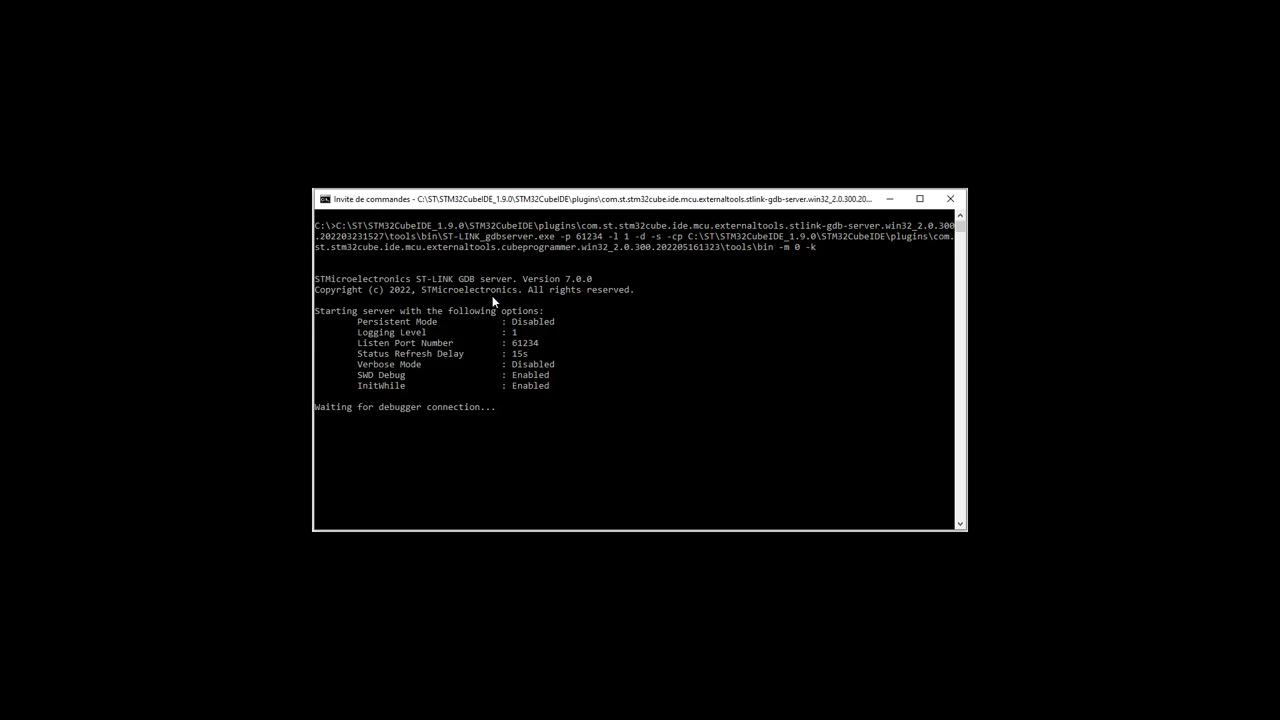 Invite de commandes - C:\ST\STM32CubeIDE_1.9.0\STM32CubeIDE\plugins\com.st.stm32cube.ide.mcu.externaltools.stlink-gdb-server.win32_2.0.300.20...
C:\>C:\ST\STM32CubeIDE_1.9.0\STM32CubeIDE\plugins\com.st.stm32cube.ide.mcu.externaltools.stlink-gdb-server.win32_2.0.300
.202203231527\tools\bin\ST-LINK_gdbserver.exe -p 61234 -l 1 -d -s -cp C:\ST\STM32CubeIDE_1.9.0\STM32CubeIDE\plugins\com.
st.stm32cube.ide.mcu.externaltools.cubeprogrammer.win32_2.0.300.202205161323\tools\bin -m 0 -k
STMicroelectronics ST-LINK GDB server. Version 7.0.0
Copyright (c) 2022, STMicroelectronics. All rights reserved.
Starting server with the following options:
Persistent Mode : Disabled
Logging Level : 1
Listen Port Number : 61234
Status Refresh Delay : 15s
Verbose Mode : Disabled
SWD Debug : Enabled
InitWhile : Enabled
Waiting for debugger connection...